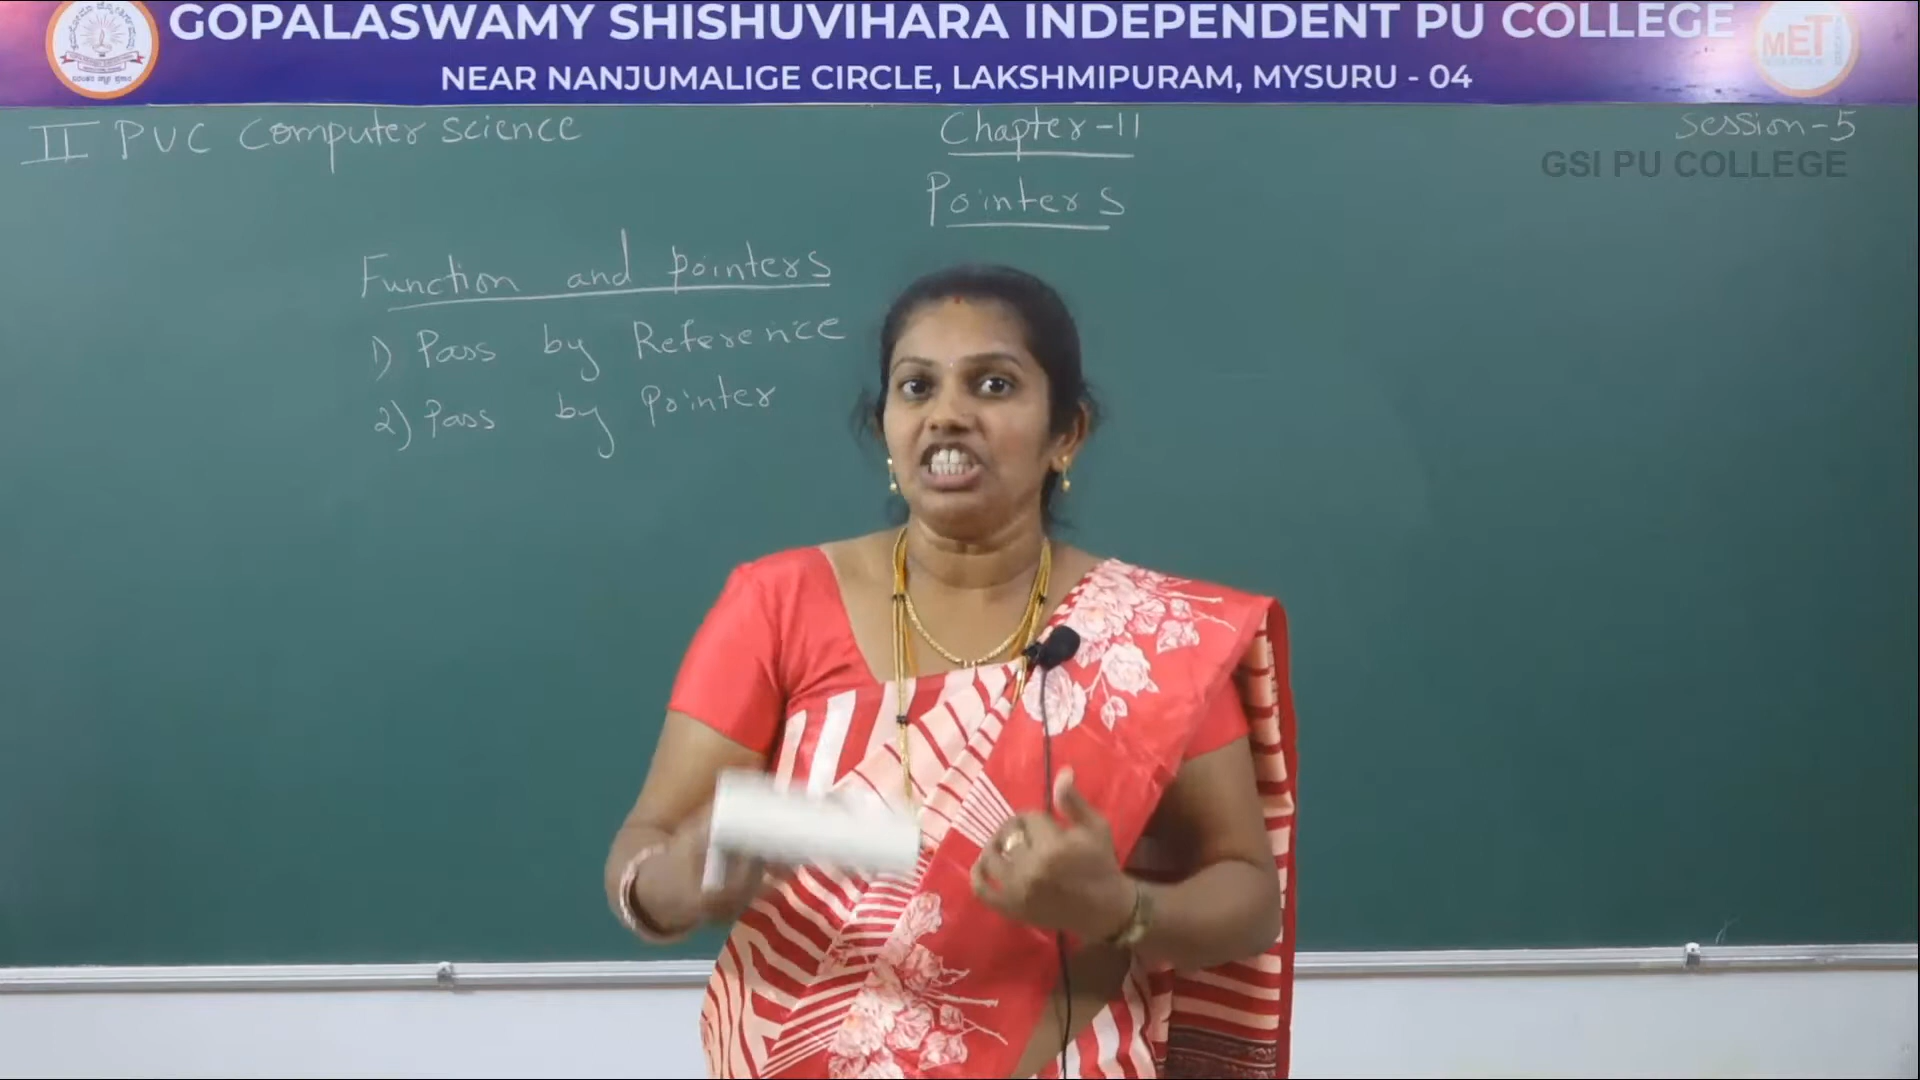 GOPALASWAMY SHISHUVIHARA INDEPENDENT PU COLLEGE
NEAR NANJUMALIGE CIRCLE, LAKSHMIPURAM, MYSURU - 04
MET
II PUC Computer Science
Chapter-11
Session-5
GSI PU COLLEGE
Pointers
Function and pointers
1) Pass by Reference
2) Pass by Pointer